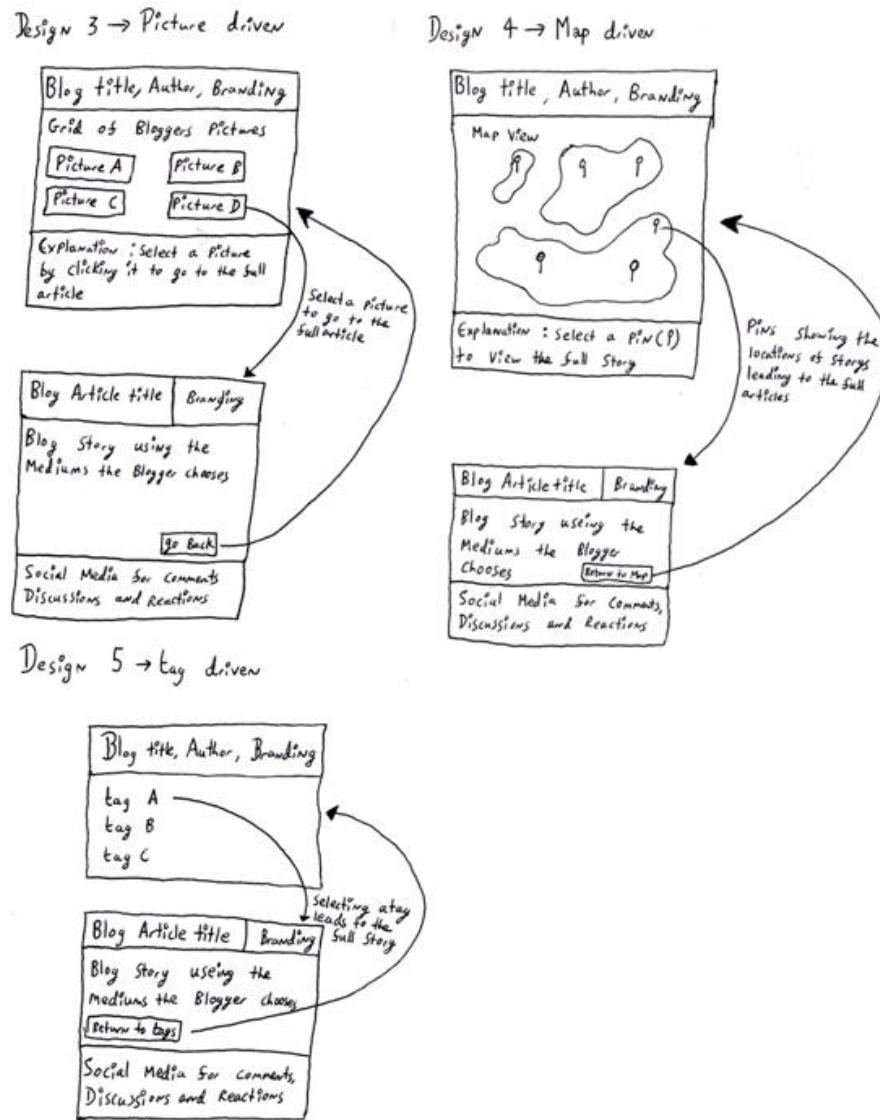 Design 3 → Picture driven
Blog title, Author, Branding
Grid of Bloggers Pictures
Picture A
Picture B
Picture C
Picture D
Explanation : Select a Picture
by clicking it to go to the full
article
Select a picture
to go to the
full article
Blog Article title
Branding
Blog Story using the
Mediums the Blogger chooses
go Back
Social Media for Comments
Discussions and Reactions
Design 4 → Map driven
Blog title, Author, Branding
Map View
Explanation : Select a Pin(
) to View the full Story
Pins showing the
locations of storys
leading to the full
articles
Blog Article title
Branding
Blog Story useing the
Mediums the Blogger
chooses
Return to Map
Social Media for Comments,
Discussions and Reactions
Design 5 → tag driven
Blog title, Author, Branding
tag A
tag B
tag C
Selecting a tag
leads to the
full Story
Blog Article title
Branding
Blog Story useing the
Mediums the Blogger chooses
Return to tags
Social Media for Comments,
Discussions and Reactions